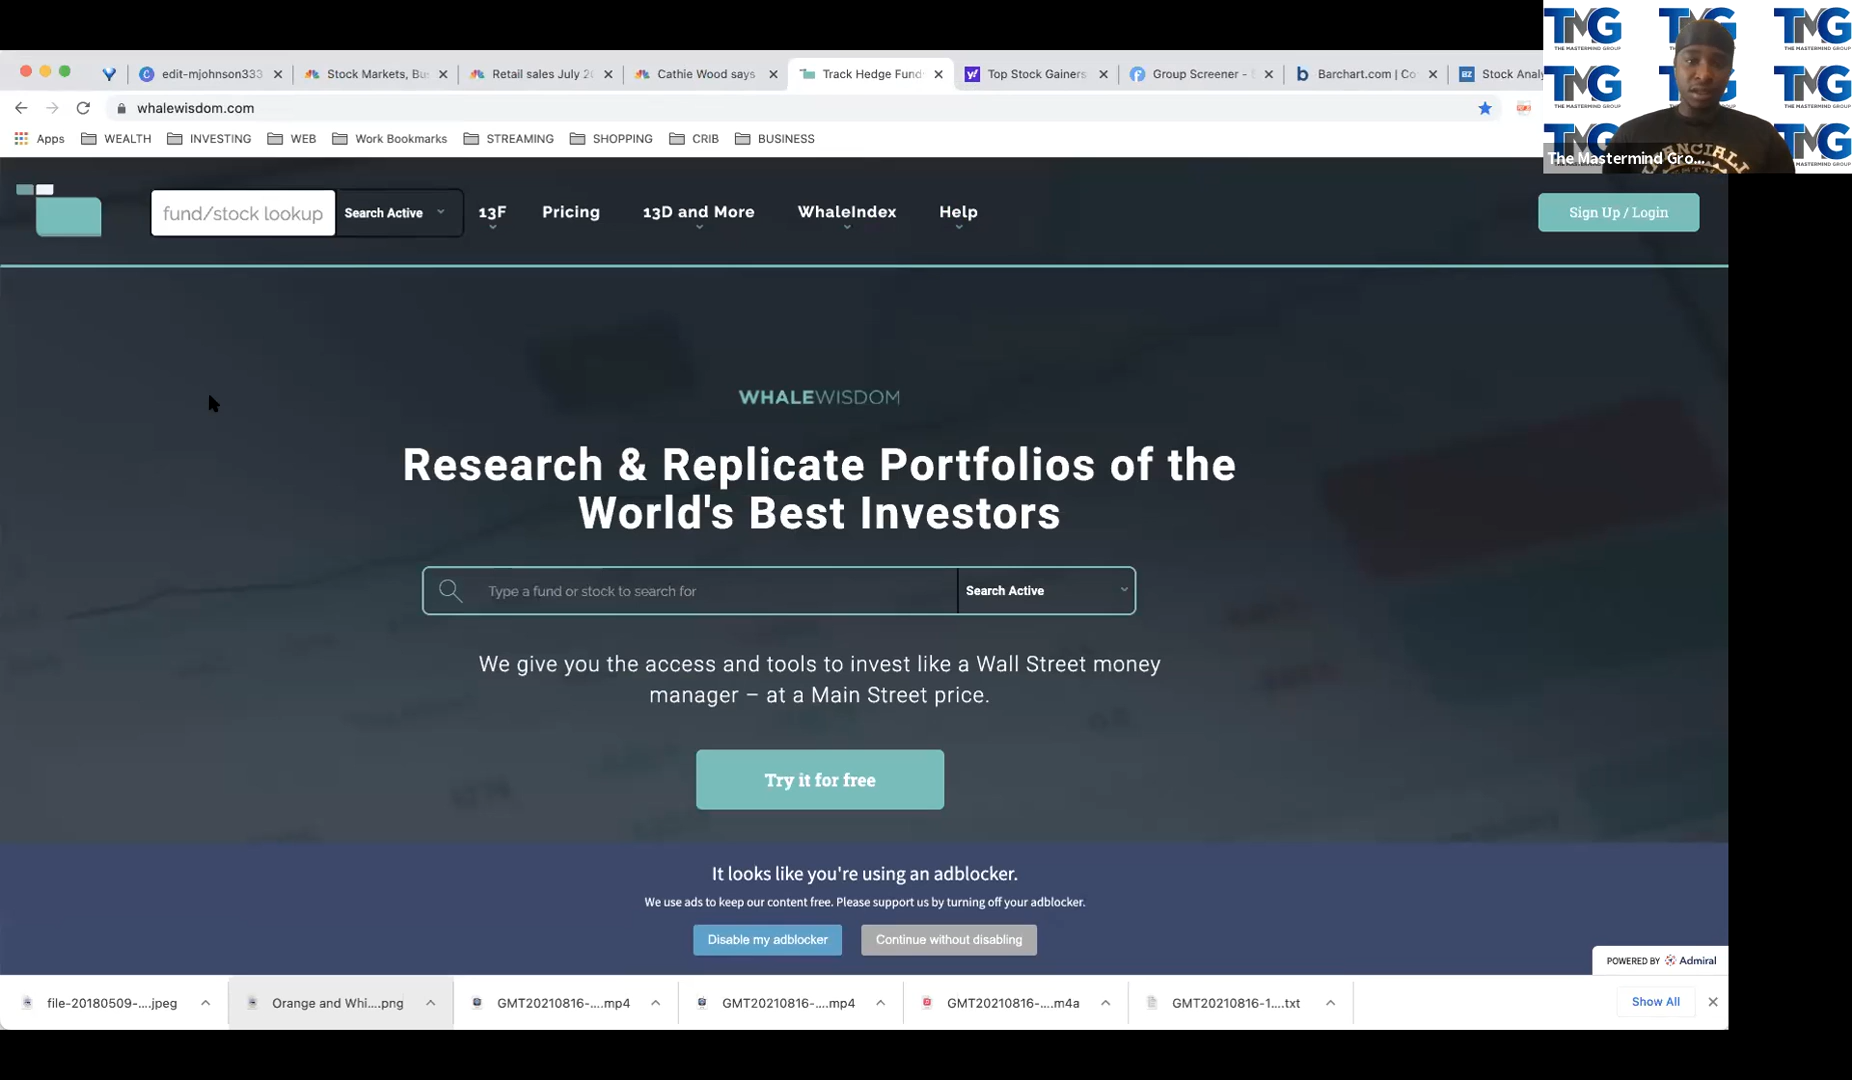 edit-mjohnson333
Stock Markets, Bus
Retail sales July 20
Cathie Wood says
Track Hedge Fund
Top Stock Gainers
Group Screener -
Barchart.com | Co
Stock Analy
whalewisdom.com
Apps
WEALTH
INVESTING
WEB
Work Bookmarks
STREAMING
SHOPPING
CRIB
BUSINESS
TMG
THE MASTERMIND GROUP
The Mastermind Gro...
fund/stock lookup
Search Active
13F
Pricing
13D and More
WhaleIndex
Help
Sign Up / Login
WHALEWISDOM
Research & Replicate Portfolios of the
World's Best Investors
Type a fund or stock to search for
Search Active
We give you the access and tools to invest like a Wall Street money
manager – at a Main Street price.
Try it for free
It looks like you're using an adblocker.
We use ads to keep our content free. Please support us by turning off your adblocker.
Disable my adblocker
Continue without disabling
POWERED BY Admiral
file-20180509-....jpeg
Orange and Whi....png
GMT20210816-....mp4
GMT20210816-....mp4
GMT20210816-....m4a
GMT20210816-1....txt
Show All